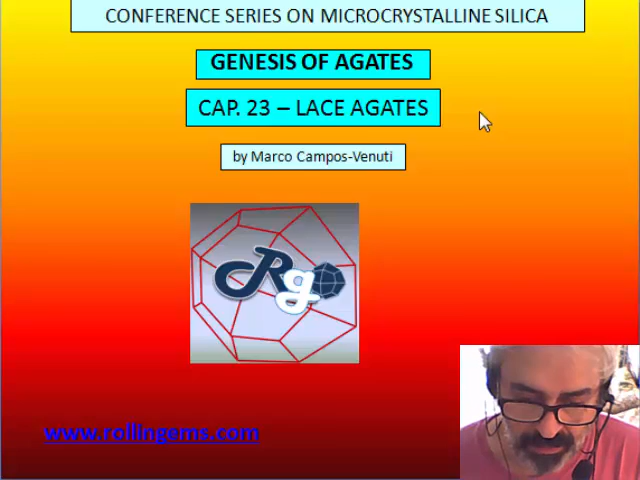 CONFERENCE SERIES ON MICROCRYSTALLINE SILICA
GENESIS OF AGATES
CAP. 23 – LACE AGATES
by Marco Campos-Venuti
Rg
www.rollingems.com